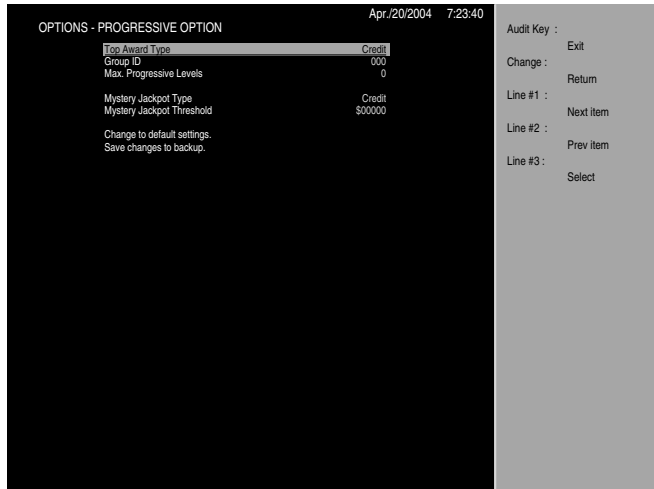 Apr./20/2004 7:23:40
OPTIONS - PROGRESSIVE OPTION
Top Award Type Credit
Group ID 000
Max. Progressive Levels 0
Mystery Jackpot Type Credit
Mystery Jackpot Threshold $00000
Change to default settings.
Save changes to backup.
Audit Key :
Exit
Change :
Return
Line #1 :
Next item
Line #2 :
Prev item
Line #3 :
Select